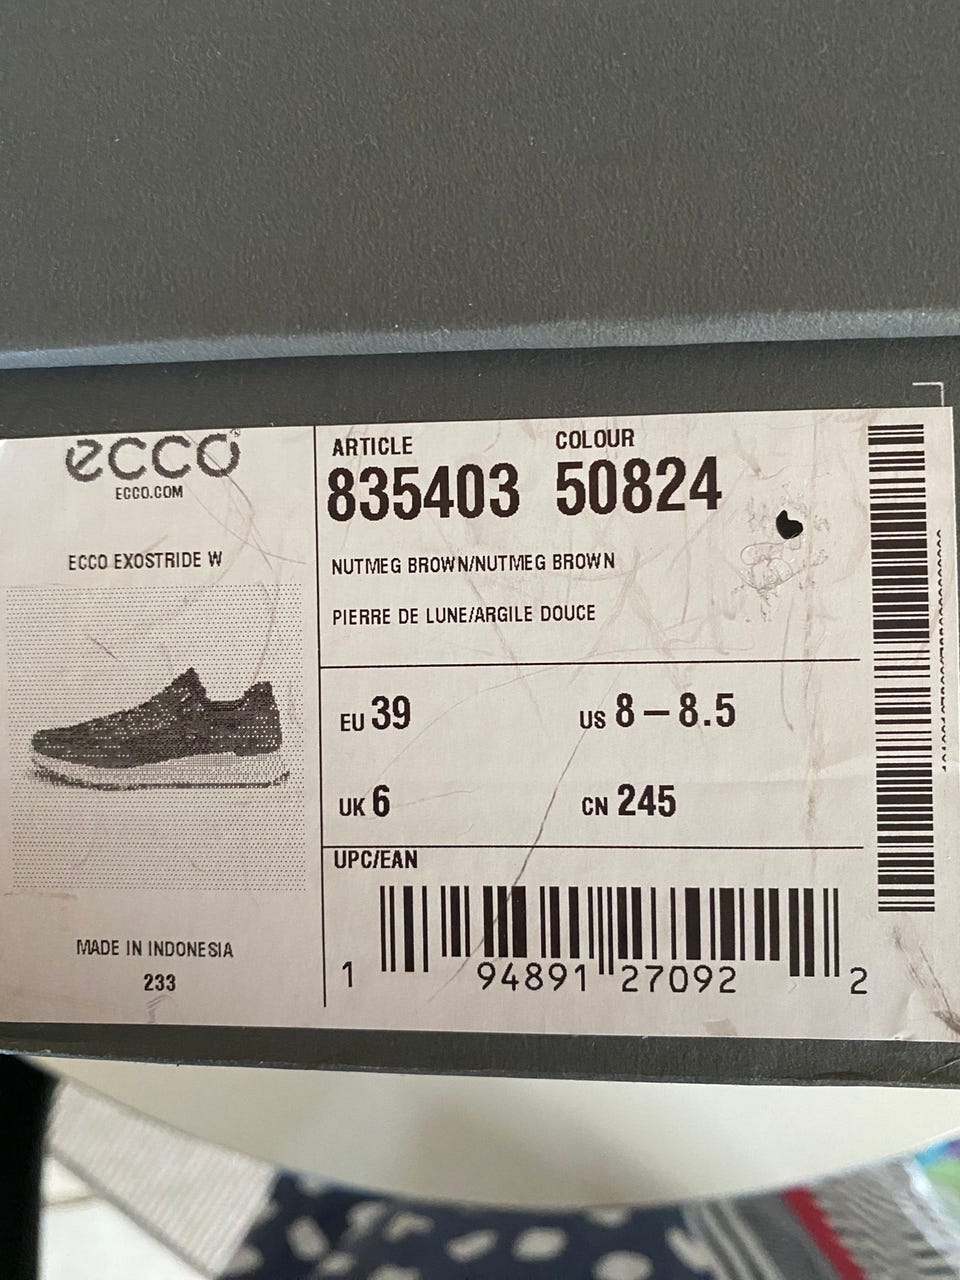 ecco
ECCO.COM
ECCO EXOSTRIDE W
MADE IN INDONESIA
233
ARTICLE COLOUR
835403 50824
NUTMEG BROWN/NUTMEG BROWN
PIERRE DE LUNE/ARGILE DOUCE
EU 39 US 8 – 8.5
UK 6 CN 245
UPC/EAN
1 94891 27092 2